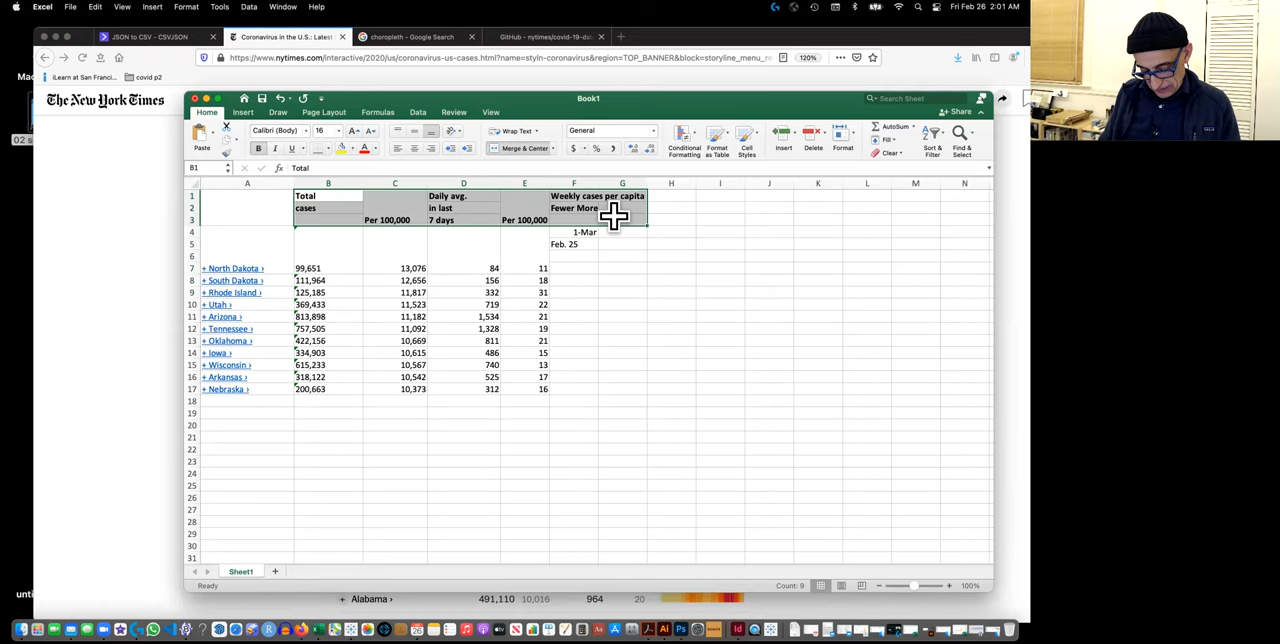 Excel File Edit View Insert Format Tools Data Window Help
Fri Feb 26 2:01 AM
JSON to CSV - CSVJSON
Coronavirus in the U.S.: Latest
choropleth - Google Search
GitHub - nytimes/covid-19-da
https://www.nytimes.com/interactive/2020/us/coronavirus-us-cases.html?name=styln-coronavirus&region=TOP_BANNER&block=storyline_menu_re
120%
iLearn at San Franci...
covid p2
The New York Times
Book1
Search Sheet
Home Insert Draw Page Layout Formulas Data Review View
Share
Paste
Calibri (Body) 16
Wrap Text
General
AutoSum
Fill
Clear
B I U
Merge & Center
$ % )
Conditional Formatting
Format as Table
Cell Styles
Insert Delete Format
Sort & Filter
Find & Select
B1 fx Total
A B C D E F G H I J K L M N
1 Total Daily avg. Weekly cases per capita
2 cases in last Fewer More
3 Per 100,000 7 days Per 100,000
4 1-Mar
5 Feb. 25
6
7 + North Dakota › 99,651 13,076 84 11
8 + South Dakota › 111,964 12,656 156 18
9 + Rhode Island › 125,185 11,817 332 31
10 + Utah › 369,433 11,523 719 22
11 + Arizona › 813,898 11,182 1,534 21
12 + Tennessee › 757,505 11,092 1,328 19
13 + Oklahoma › 422,156 10,669 811 21
14 + Iowa › 334,903 10,615 486 15
15 + Wisconsin › 615,233 10,567 740 13
16 + Arkansas › 318,122 10,542 525 17
17 + Nebraska › 200,663 10,373 312 16
18
19
20
21
22
23
24
25
26
27
28
29
30
31
Sheet1 +
Ready
Count: 9
100%
+ Alabama › 491,110 10,016 964 20